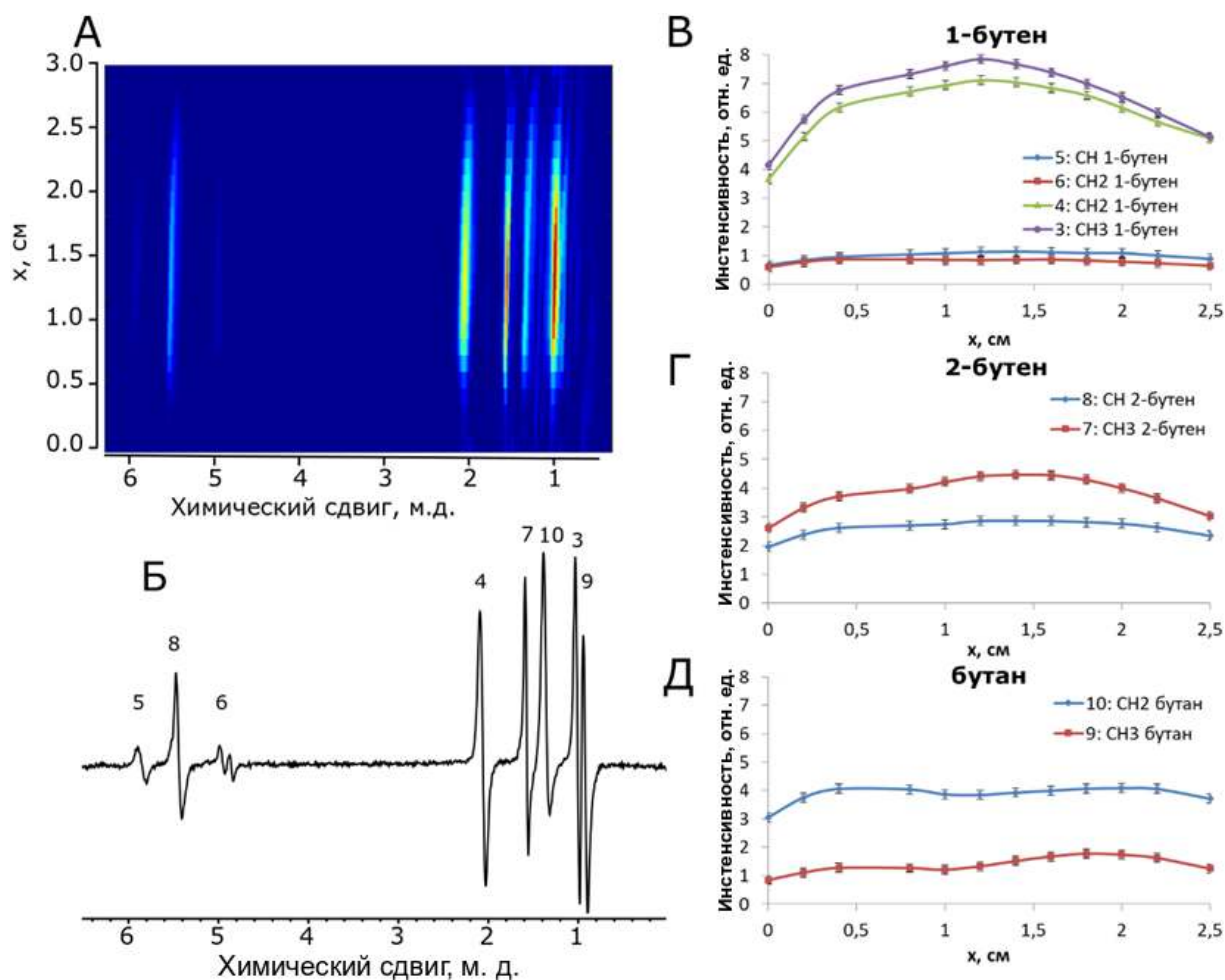 А
3.0
2.5
2.0
1.5
1.0
0.5
0.0
x, см
6 5 4 3 2 1
Химический сдвиг, м.д.
Б
5
8
6
4
7 10 3
9
6 5 4 3 2 1
Химический сдвиг, м. д.
В
1-бутен
Инстенсивность, отн. ед.
8
7
6
5
4
3
2
1
0
5: CH 1-бутен
6: CH2 1-бутен
4: CH2 1-бутен
3: CH3 1-бутен
0 0,5 1 1,5 2 2,5
x, см
Г
2-бутен
Инстенсивность, отн. ед.
8
7
6
5
4
3
2
1
0
8: CH 2-бутен
7: CH3 2-бутен
0 0,5 1 1,5 2 2,5
x, см
Д
бутан
Инстенсивность, отн. ед.
8
7
6
5
4
3
2
1
0
10: CH2 бутан
9: CH3 бутан
0 0,5 1 1,5 2 2,5
x, см